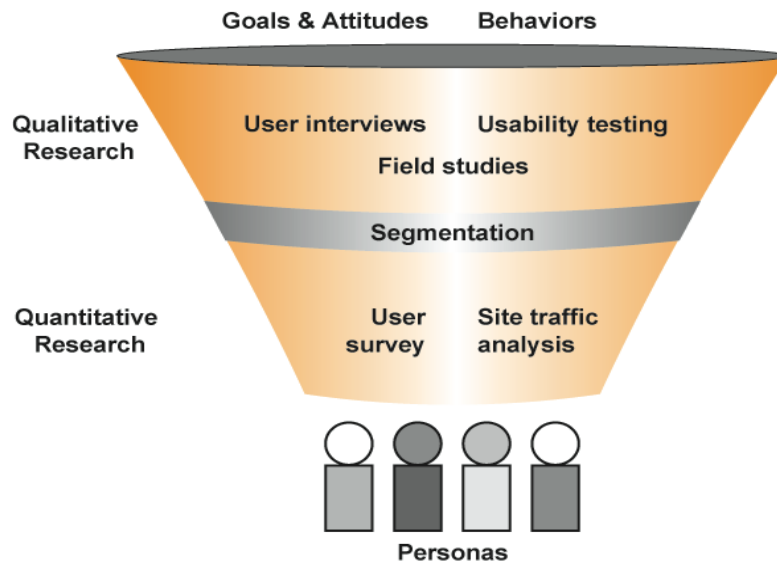 Goals & Attitudes Behaviors
Qualitative
Research
User interviews Usability testing
Field studies
Segmentation
Quantitative
Research
User
survey
Site traffic
analysis
Personas